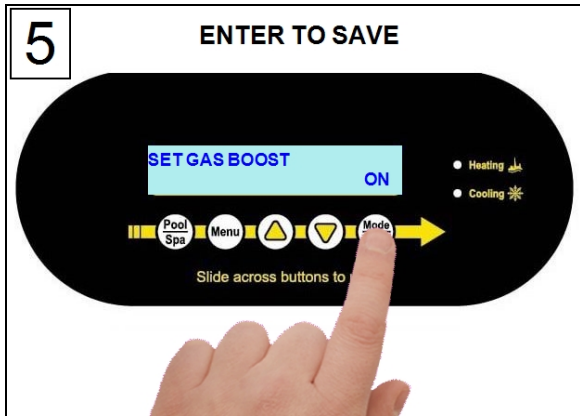 5
ENTER TO SAVE
SET GAS BOOST
ON
Heating
Cooling
Pool
Spa
Menu
Mode
Slide across buttons to